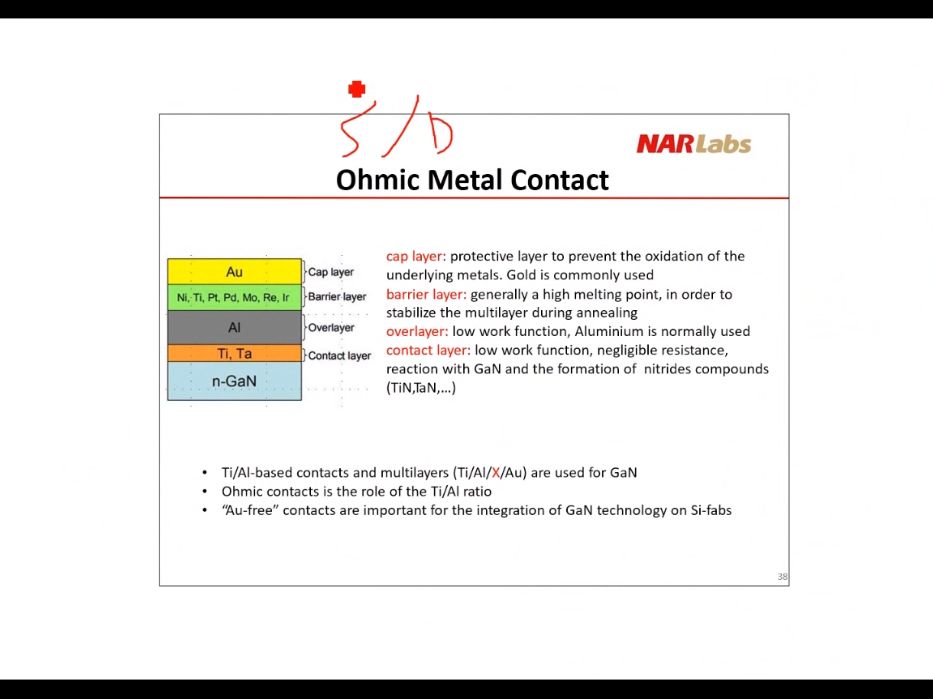 S/D
NARLabs
Ohmic Metal Contact
Au
Cap layer
Ni, Ti, Pt, Pd, Mo, Re, Ir
Barrier layer
Al
Overlayer
Ti, Ta
Contact layer
n-GaN
cap layer: protective layer to prevent the oxidation of the
underlying metals. Gold is commonly used
barrier layer: generally a high melting point, in order to
stabilize the multilayer during annealing
overlayer: low work function, Aluminium is normally used
contact layer: low work function, negligible resistance,
reaction with GaN and the formation of nitrides compounds
(TiN,TaN,...)
• Ti/Al-based contacts and multilayers (Ti/Al/X/Au) are used for GaN
• Ohmic contacts is the role of the Ti/Al ratio
• “Au-free” contacts are important for the integration of GaN technology on Si-fabs
38